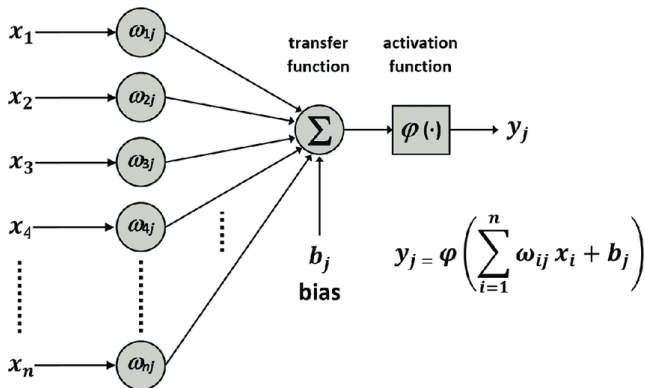 x₁ ω₁ⱼ
transfer function
activation function
x₂ ω₂ⱼ
Σ φ(·) yⱼ
x₃ ω₃ⱼ
x₄ ω₄ⱼ
bⱼ
bias
yⱼ = φ(∑ⁿᵢ₌₁ ωᵢⱼ xᵢ + bⱼ)
xₙ ωₙⱼ